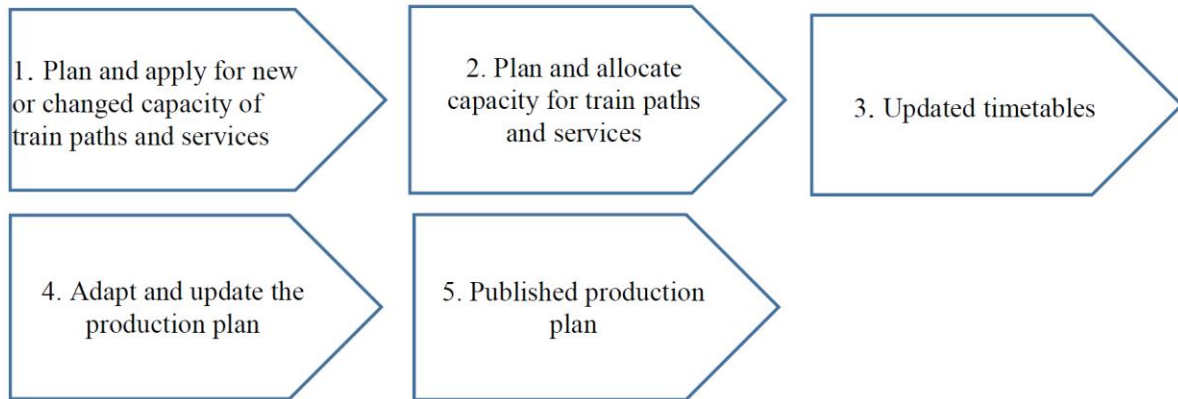 1. Plan and apply for new
or changed capacity of
train paths and services
2. Plan and allocate
capacity for train paths
and services
3. Updated timetables
4. Adapt and update the
production plan
5. Published production
plan